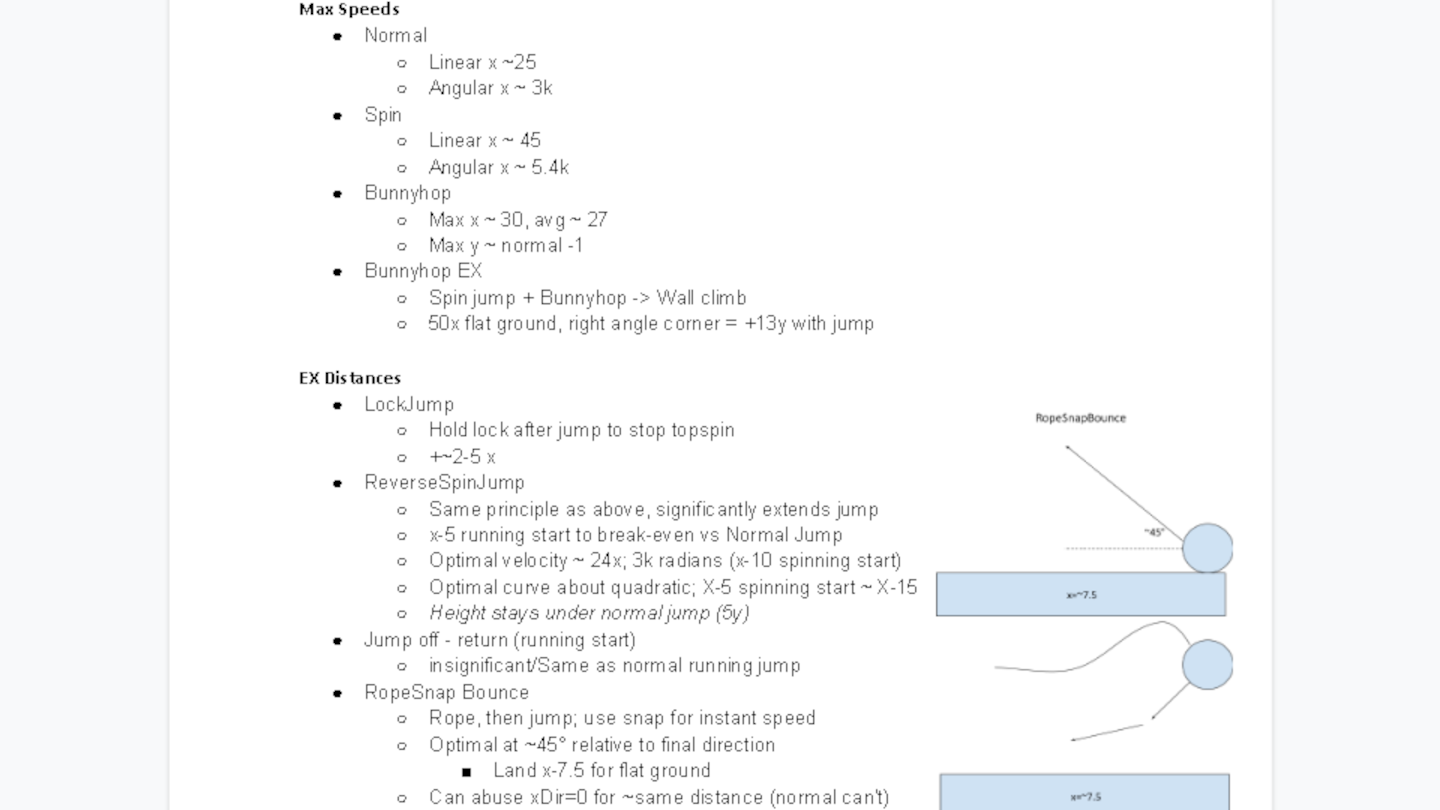 Max Speeds
● Normal
○ Linear x ~25
○ Angular x ~ 3k
● Spin
○ Linear x ~ 45
○ Angular x ~ 5.4k
● Bunnyhop
○ Max x ~ 30, avg ~ 27
○ Max y ~ normal -1
● Bunnyhop EX
○ Spin jump + Bunnyhop -> Wall climb
○ 50x flat ground, right angle corner = +13y with jump
EX Distances
● LockJump
○ Hold lock after jump to stop topspin
○ +~2-5 x
● ReverseSpinJump
○ Same principle as above, significantly extends jump
○ x-5 running start to break-even vs Normal Jump
○ Optimal velocity ~ 24x; 3k radians (x-10 spinning start)
○ Optimal curve about quadratic; X-5 spinning start ~ X-15
○ Height stays under normal jump (5y)
● Jump off - return (running start)
○ insignificant/Same as normal running jump
● RopeSnap Bounce
○ Rope, then jump; use snap for instant speed
○ Optimal at ~45° relative to final direction
■ Land x-7.5 for flat ground
○ Can abuse xDir=0 for ~same distance (normal can't)
RopeSnapBounce
~45°
x=~7.5
x=~7.5